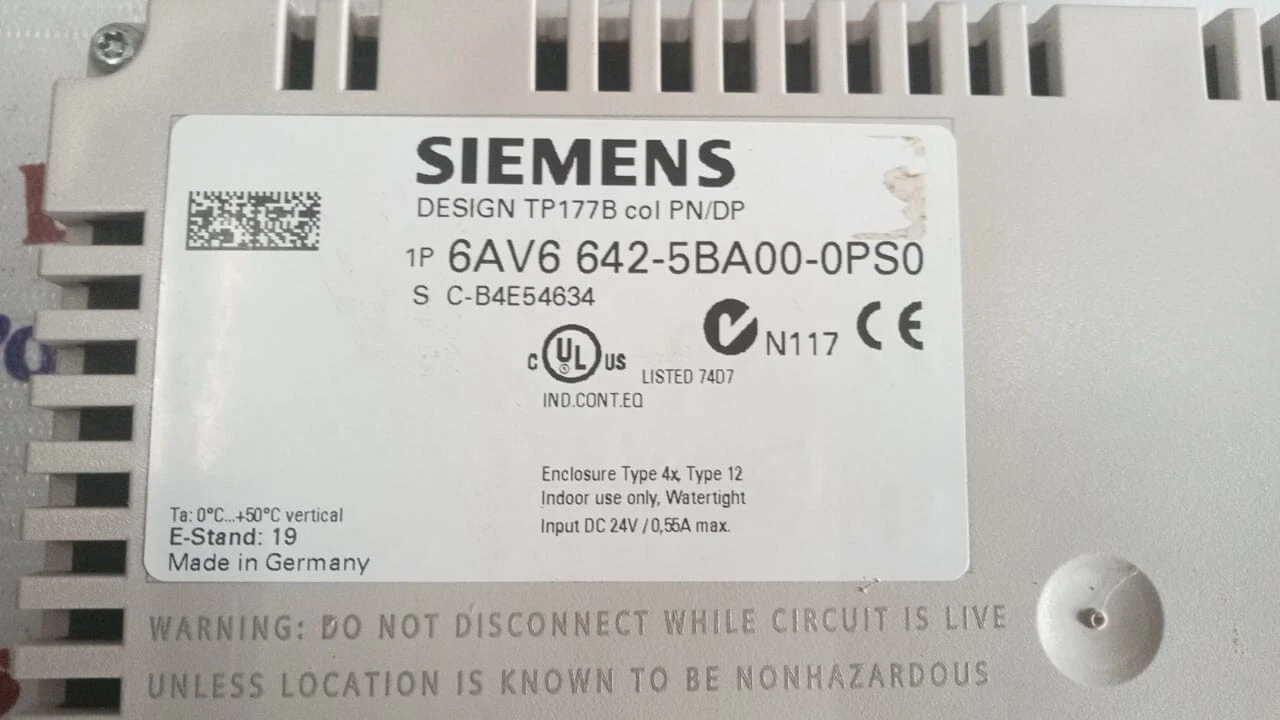 SIEMENS
DESIGN TP177B col PN/DP
1P 6AV6 642-5BA00-0PS0
S C-B4E54634
N117 CE
C UL US LISTED 74D7
IND.CONT.EQ
Enclosure Type 4x, Type 12
Indoor use only, Watertight
Input DC 24V / 0,55A max.
Ta: 0°C...+50°C vertical
E-Stand: 19
Made in Germany
WARNING: DO NOT DISCONNECT WHILE CIRCUIT IS LIVE
UNLESS LOCATION IS KNOWN TO BE NONHAZARDOUS